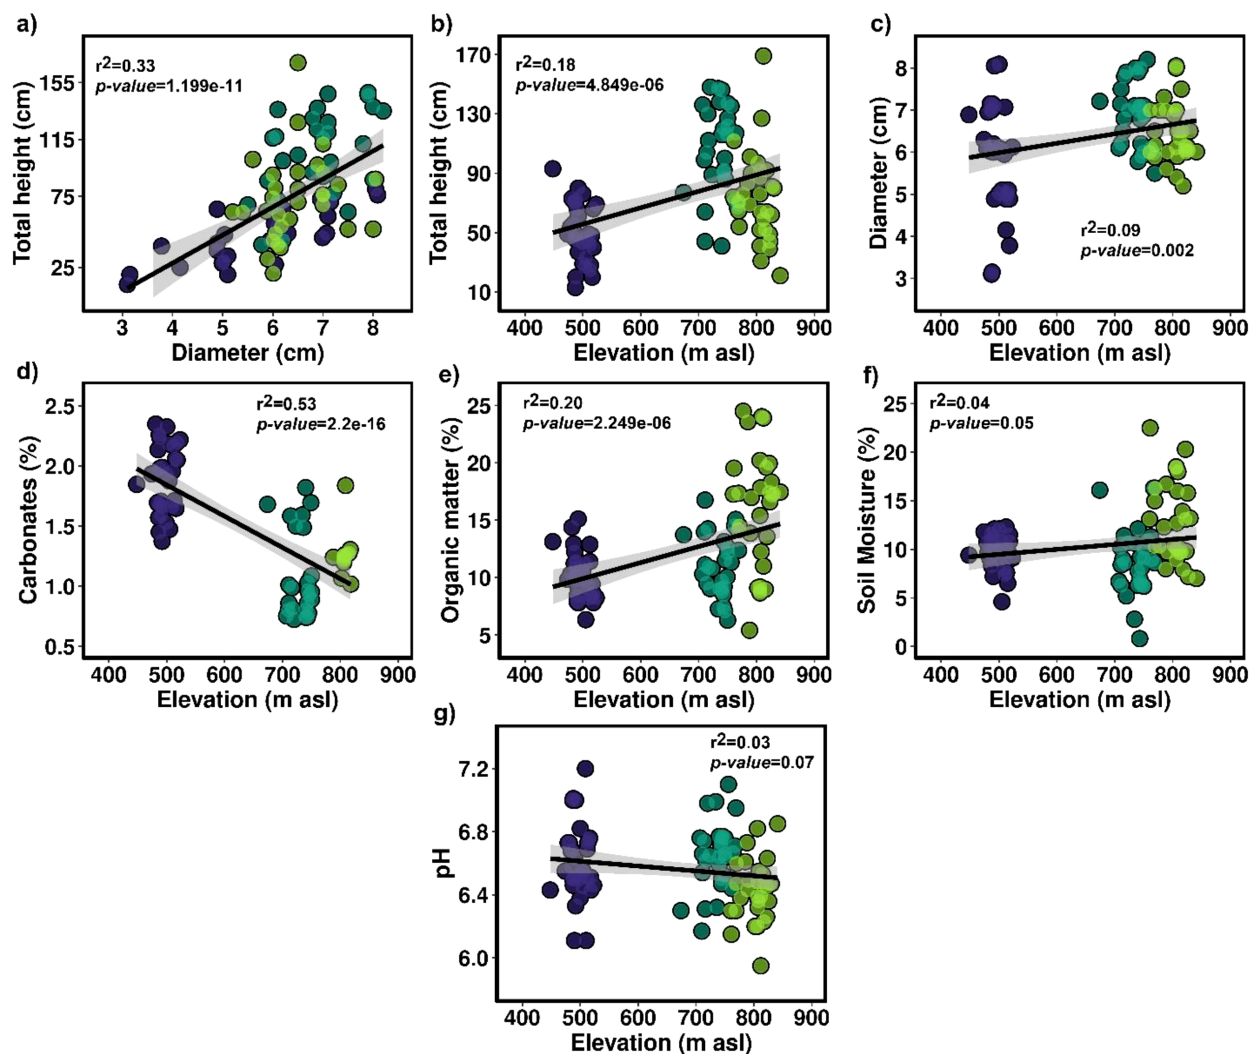 a)
r2=0.33
p-value=1.199e-11
Total height (cm)
155
115
75
25
3 4 5 6 7 8
Diameter (cm)
b)
r2=0.18
p-value=4.849e-06
Total height (cm)
170
130
90
50
10
400 500 600 700 800 900
Elevation (m asl)
c)
r2=0.09
p-value=0.002
Diameter (cm)
8
7
6
5
4
3
400 500 600 700 800 900
Elevation (m asl)
d)
r2=0.53
p-value=2.2e-16
Carbonates (%)
2.5
2.0
1.5
1.0
0.5
400 500 600 700 800 900
Elevation (m asl)
e)
r2=0.20
p-value=2.249e-06
Organic matter (%)
25
20
15
10
5
400 500 600 700 800 900
Elevation (m asl)
f)
r2=0.04
p-value=0.05
Soil Moisture (%)
25
20
15
10
5
0
400 500 600 700 800 900
Elevation (m asl)
g)
r2=0.03
p-value=0.07
pH
7.2
6.8
6.4
6.0
400 500 600 700 800 900
Elevation (m asl)